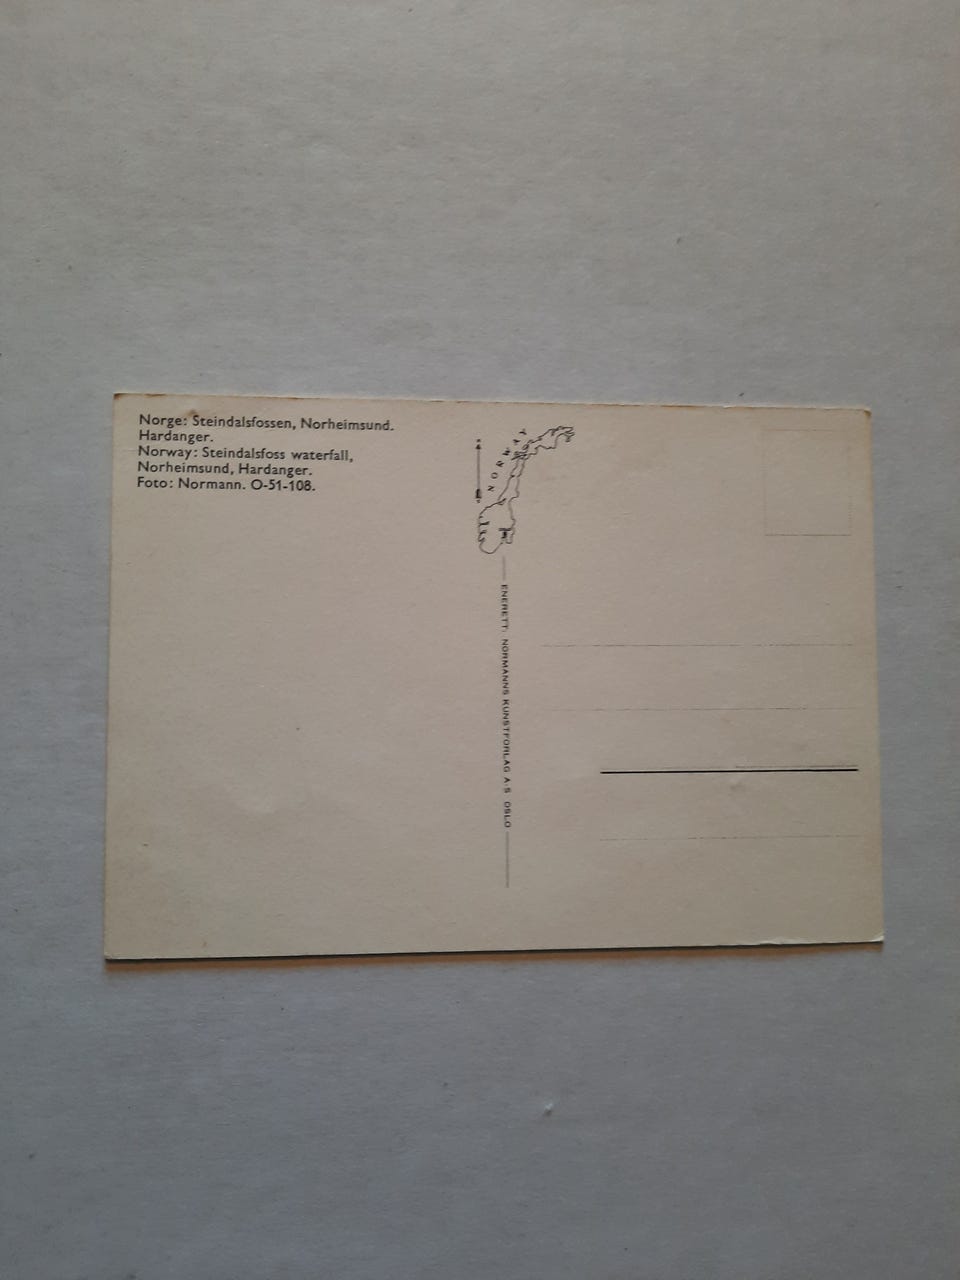 Norge: Steindalsfossen, Norheimsund.
Hardanger.
Norway: Steindalsfoss waterfall,
Norheimsund, Hardanger.
Foto: Normann. O-51-108.
NORWAY
ENERETT: NORMANNS KUNSTFORLAG A-S OSLO